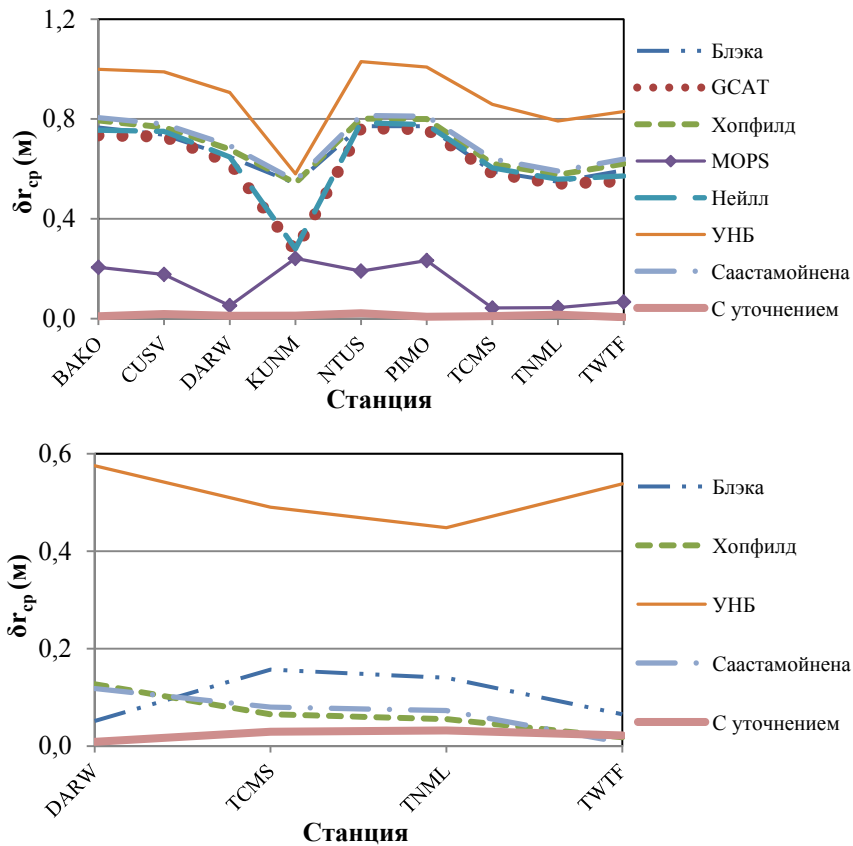 1,2
0,8
0,4
0,0
δr_ср (м)
BAKO
CUSV
DARW
KUNM
NTUS
PIMO
TCMS
TNML
TWTF
Станция
Блэка
GCAT
Хопфилд
MOPS
Нейлл
УНБ
Саастамойнена
С уточнением
0,6
0,4
0,2
0,0
δr_ср (м)
DARW
TCMS
TNML
TWTF
Станция
Блэка
Хопфилд
УНБ
Саастамойнена
С уточнением